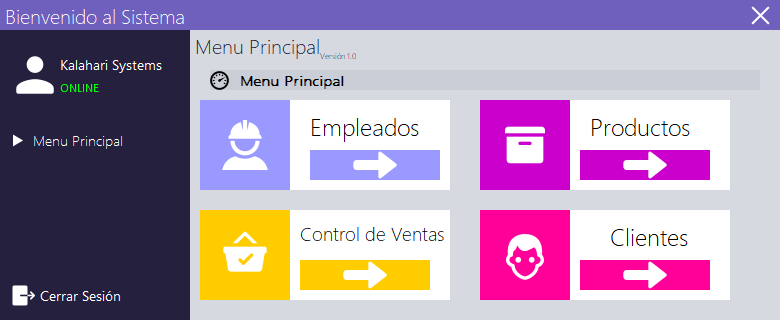 Bienvenido al Sistema
Kalahari Systems
ONLINE
Menu Principal
Cerrar Sesión
Menu Principal Versión 1.0
Menu Principal
Empleados
Productos
Control de Ventas
Clientes